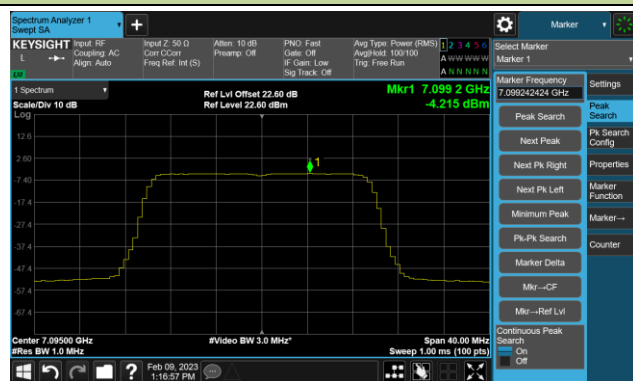 Spectrum Analyzer 1
Swept SA
+
Marker
KEYSIGHT
L
LXI
Input: RF
Coupling: AC
Align: Auto
Input Z: 50 Ω
Corr CCorr
Freq Ref: Int (S)
Atten: 10 dB
Preamp: Off
PNO: Fast
Gate: Off
IF Gain: Low
Sig Track: Off
Avg Type: Power (RMS)
Avg|Hold: 100/100
Trig: Free Run
1 2 3 4 5 6
A W W W W W
A N N N N N
Select Marker
Marker 1
1 Spectrum
Scale/Div 10 dB
Ref Lvl Offset 22.60 dB
Ref Level 22.60 dBm
Mkr1 7.099 2 GHz
-4.215 dBm
Log
12.6
2.60
-7.40
-17.4
-27.4
-37.4
-47.4
-57.4
-67.4
1
Center 7.09500 GHz
#Res BW 1.0 MHz
#Video BW 3.0 MHz*
Span 40.00 MHz
Sweep 1.00 ms (100 pts)
Marker Frequency
7.099242424 GHz
Peak Search
Next Peak
Next Pk Right
Next Pk Left
Minimum Peak
Pk-Pk Search
Marker Delta
Mkr→CF
Mkr→Ref Lvl
Continuous Peak
Search
On
Off
Settings
Peak
Search
Pk Search
Config
Properties
Marker
Function
Marker→
Counter
?
Feb 09, 2023
1:16:57 PM